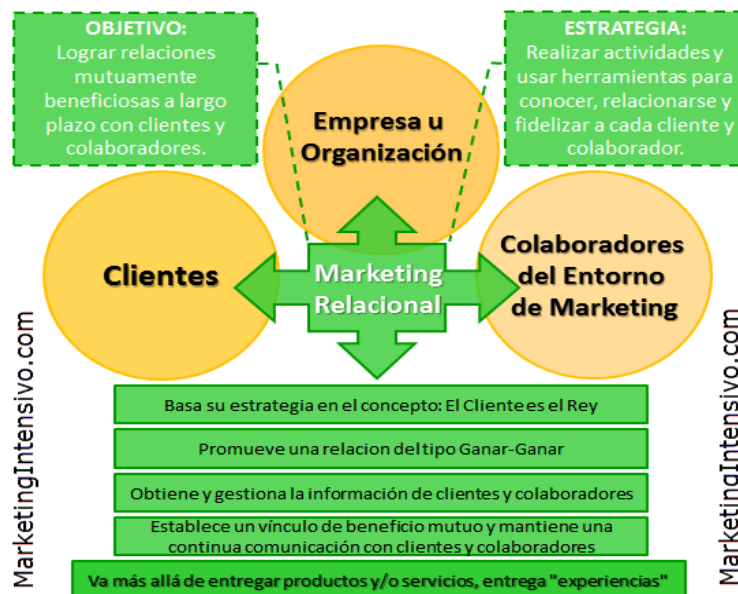 OBJETIVO:
Lograr relaciones
mutuamente
beneficiosas a largo
plazo con clientes y
colaboradores.
ESTRATEGIA:
Realizar actividades y
usar herramientas para
conocer, relacionarse y
fidelizar a cada cliente y
colaborador.
Empresa u
Organización
Clientes
Marketing
Relacional
Colaboradores
del Entorno
de Marketing
MarketingIntensivo.com
MarketingIntensivo.com
Basa su estrategia en el concepto: El Cliente es el Rey
Promueve una relacion del tipo Ganar-Ganar
Obtiene y gestiona la información de clientes y colaboradores
Establece un vínculo de beneficio mutuo y mantiene una
continua comunicación con clientes y colaboradores
Va más allá de entregar productos y/o servicios, entrega "experiencias"